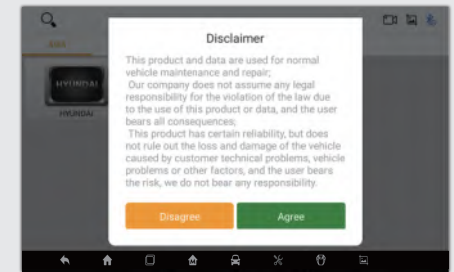 Disclaimer
This product and data are used for normal
vehicle maintenance and repair;
Our company does not assume any legal
responsibility for the violation of the law due
to the use of this product or data, and the user
bears all consequences;
This product has certain reliability, but does
not rule out the loss and damage of the vehicle
caused by customer technical problems, vehicle
problems or other factors, and the user bears
the risk, we do not bear any responsibility.
Disagree
Agree
HYUNDAI
HYUNDAI